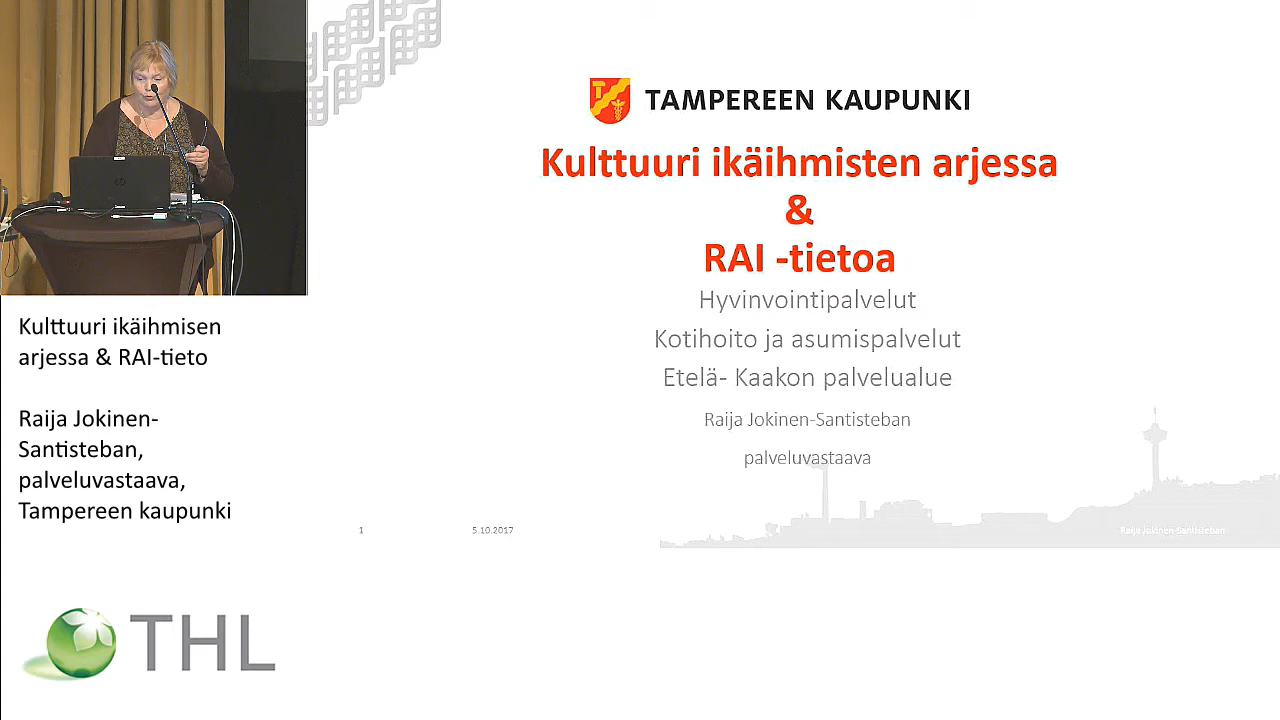 Kulttuuri ikäihmisen
arjessa & RAI-tieto
Raija Jokinen-
Santisteban,
palveluvastaava,
Tampereen kaupunki
THL
TAMPEREEN KAUPUNKI
Kulttuuri ikäihmisten arjessa
&
RAI -tietoa
Hyvinvointipalvelut
Kotihoito ja asumispalvelut
Etelä- Kaakon palvelualue
Raija Jokinen-Santisteban
palveluvastaava
1
5.10.2017
Raija Jokinen-Santisteban